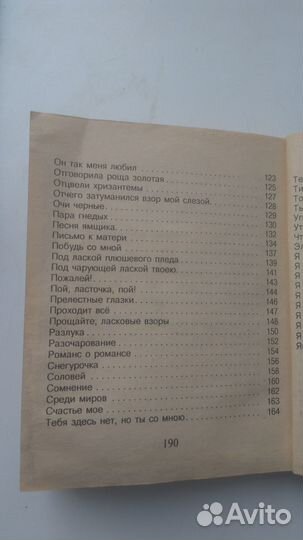 Он так меня любил 123
Отговорила роща золотая 125
Отцвели хризантемы 127
Отчего затуманился взор мой слезой. 128
Очи черные 129
Пара гнедых 130
Песня ямщика 132
Письмо к матери 134
Побудь со мной 137
Под лаской плюшевого пледа 139
Под чарующей ласкою твоею 141
Пожалей! 143
Пой, ласточка, пой! 144
Прелестные глазки 146
Проходит всё 147
Прощайте, ласковые взоры 148
Разлука 150
Разочарование 152
Романс о романсе 154
Снегурочка 156
Соловей 158
Сомнение 160
Среди миров 162
Счастье мое 163
Тебя здесь нет, но ты со мною 164
190
Avito